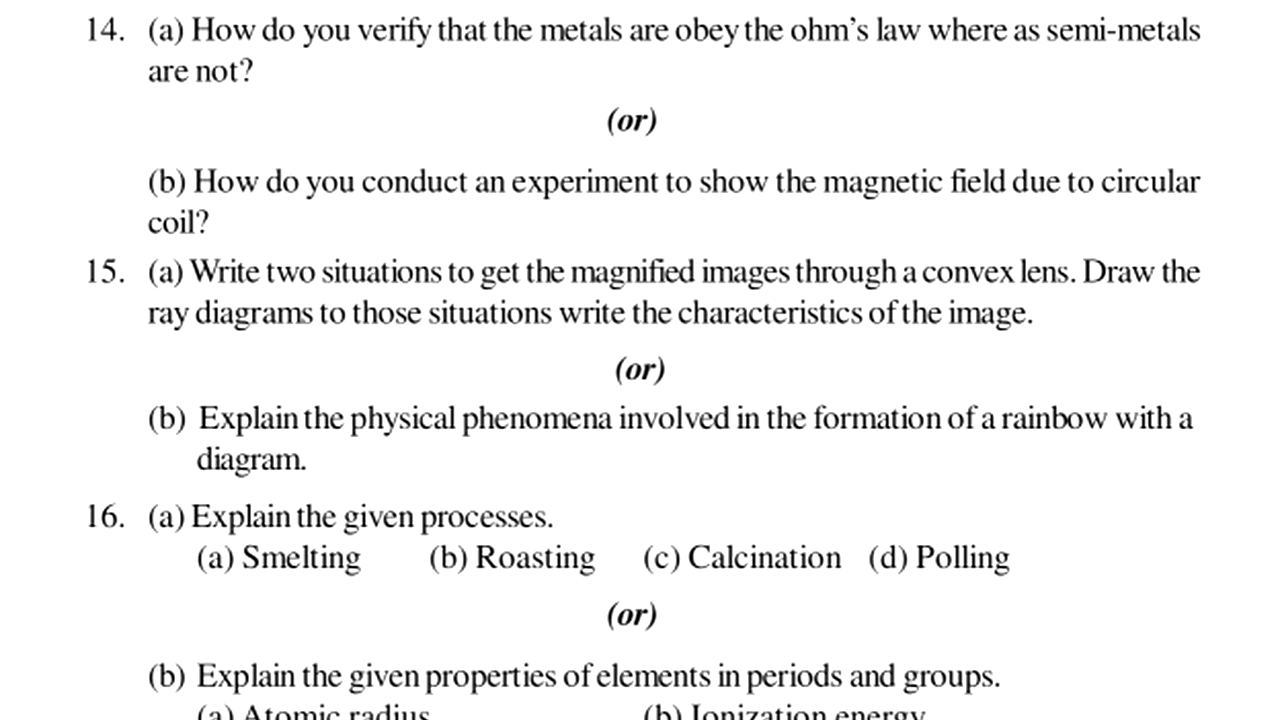 14. (a) How do you verify that the metals are obey the ohm’s law where as semi-metals
are not?
(or)
(b) How do you conduct an experiment to show the magnetic field due to circular
coil?
15. (a) Write two situations to get the magnified images through a convex lens. Draw the
ray diagrams to those situations write the characteristics of the image.
(or)
(b) Explain the physical phenomena involved in the formation of a rainbow with a
diagram.
16. (a) Explain the given processes.
(a) Smelting (b) Roasting (c) Calcination (d) Polling
(or)
(b) Explain the given properties of elements in periods and groups.
(a) Atomic radius (b) Ionization energy